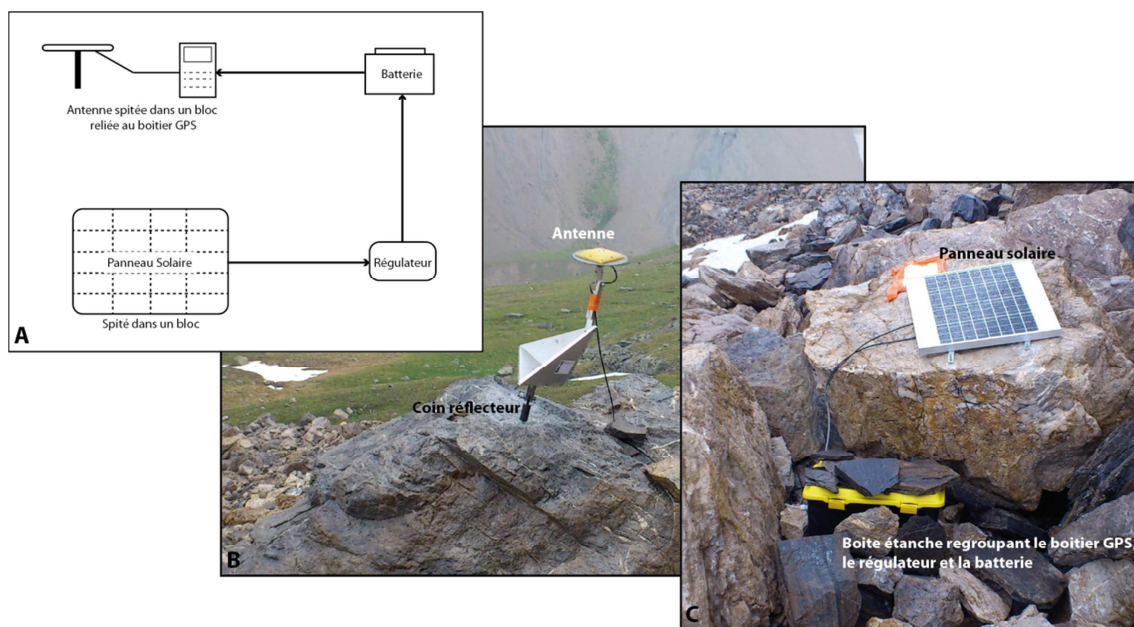 Antenne spitée dans un bloc
reliée au boitier GPS
Batterie
Panneau Solaire
Régulateur
Spité dans un bloc
A
Antenne
Coin réflecteur
B
Panneau solaire
Boite étanche regroupant le boitier GPS,
le régulateur et la batterie
C